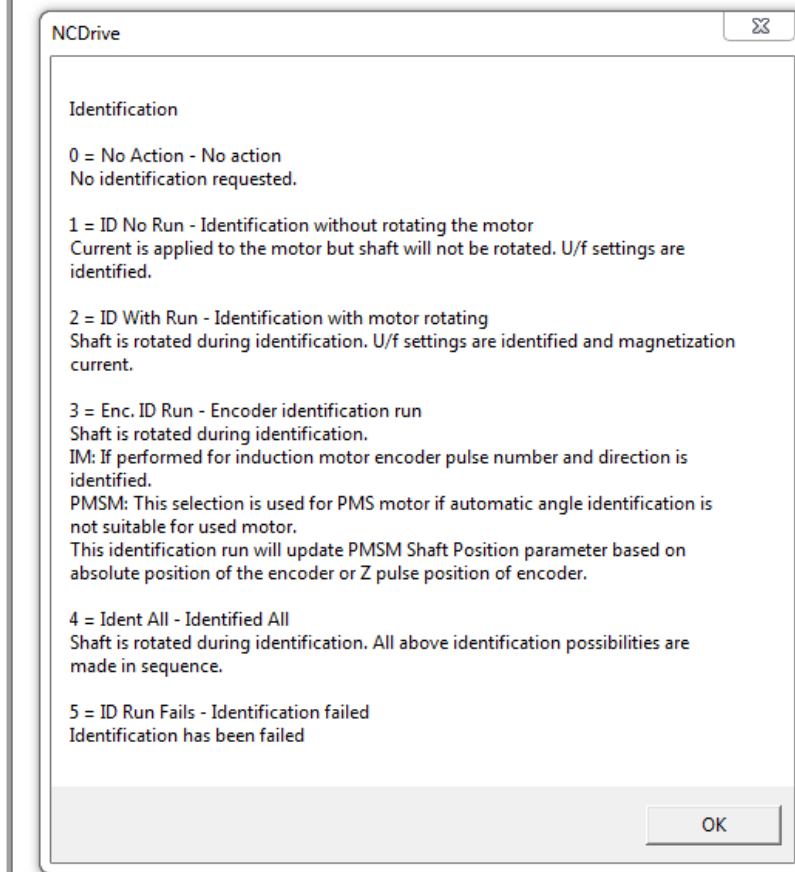 NCDrive
Identification
0 = No Action - No action
No identification requested.
1 = ID No Run - Identification without rotating the motor
Current is applied to the motor but shaft will not be rotated. U/f settings are
identified.
2 = ID With Run - Identification with motor rotating
Shaft is rotated during identification. U/f settings are identified and magnetization
current.
3 = Enc. ID Run - Encoder identification run
Shaft is rotated during identification.
IM: If performed for induction motor encoder pulse number and direction is
identified.
PMSM: This selection is used for PMS motor if automatic angle identification is
not suitable for used motor.
This identification run will update PMSM Shaft Position parameter based on
absolute position of the encoder or Z pulse position of encoder.
4 = Ident All - Identified All
Shaft is rotated during identification. All above identification possibilities are
made in sequence.
5 = ID Run Fails - Identification failed
Identification has been failed
OK